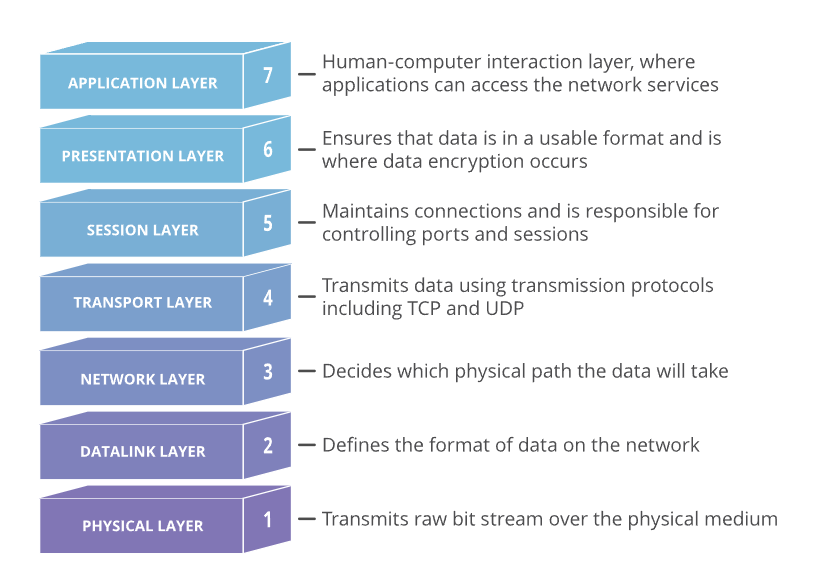 APPLICATION LAYER
7
Human-computer interaction layer, where
applications can access the network services
PRESENTATION LAYER
6
Ensures that data is in a usable format and is
where data encryption occurs
SESSION LAYER
5
Maintains connections and is responsible for
controlling ports and sessions
TRANSPORT LAYER
4
Transmits data using transmission protocols
including TCP and UDP
NETWORK LAYER
3
Decides which physical path the data will take
DATALINK LAYER
2
Defines the format of data on the network
PHYSICAL LAYER
1
Transmits raw bit stream over the physical medium